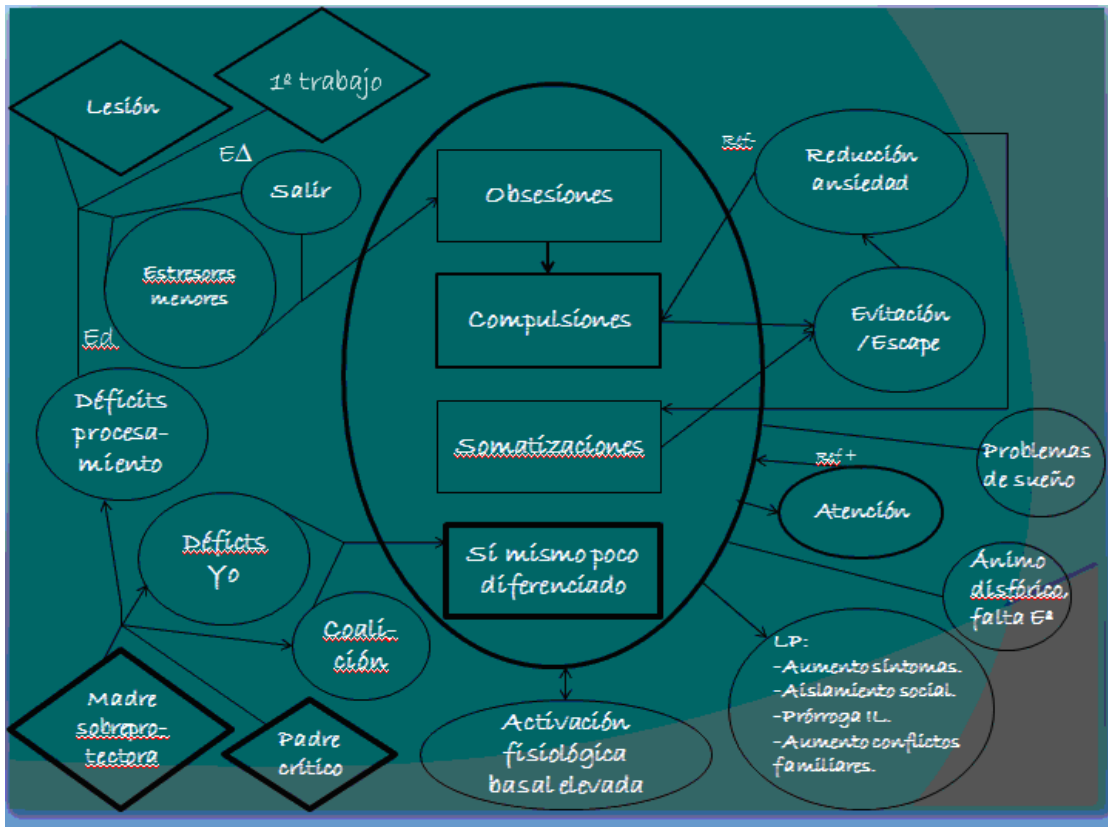 Lesión
1ª trabajo
EΔ
Salir
Estresores
menores
Ed
Déficits
procesa-
miento
Déficts
Yo
Coali-
ción
Madre
sobrepro-
tectora
Padre
crítico
Obsesiones
Compulsiones
Somatizaciones
Sí mismo poco
diferenciado
Activación
fisiológica
basal elevada
Ref-
Reducción
ansiedad
Evitación
/Escape
Problemas
de sueño
Ref +
Atención
Ánimo
disfórico,
falta Eª
LP:
-Aumento síntomas.
-Aislamiento social.
-Prórroga IL.
-Aumento conflictos
familiares.